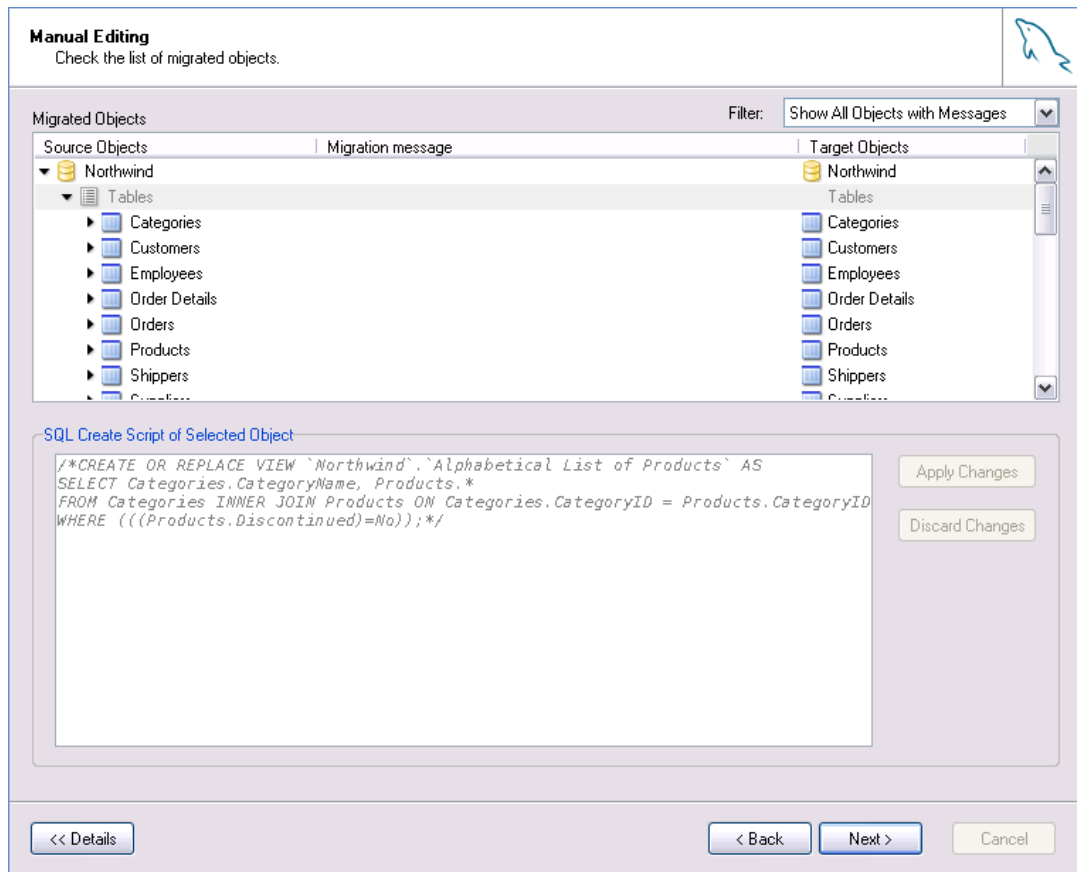 Manual Editing
Check the list of migrated objects.
Migrated Objects
Filter: Show All Objects with Messages
Source Objects Migration message Target Objects
Northwind Northwind
Tables Tables
Categories Categories
Customers Customers
Employees Employees
Order Details Order Details
Orders Orders
Products Products
Shippers Shippers
SQL Create Script of Selected Object
/*CREATE OR REPLACE VIEW `Northwind`.`Alphabetical List of Products` AS
SELECT Categories.CategoryName, Products.*
FROM Categories INNER JOIN Products ON Categories.CategoryID = Products.CategoryID
WHERE (((Products.Discontinued)=No));*/
Apply Changes
Discard Changes
<< Details < Back Next > Cancel